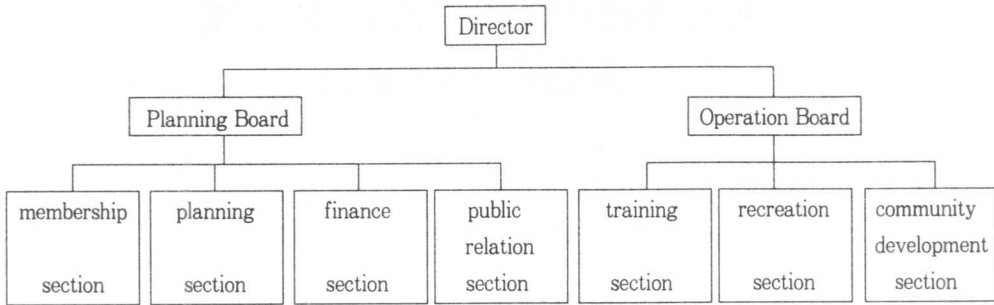 Director
Planning Board
Operation Board
membership
section
planning
section
finance
section
public
relation
section
training
section
recreation
section
community
development
section